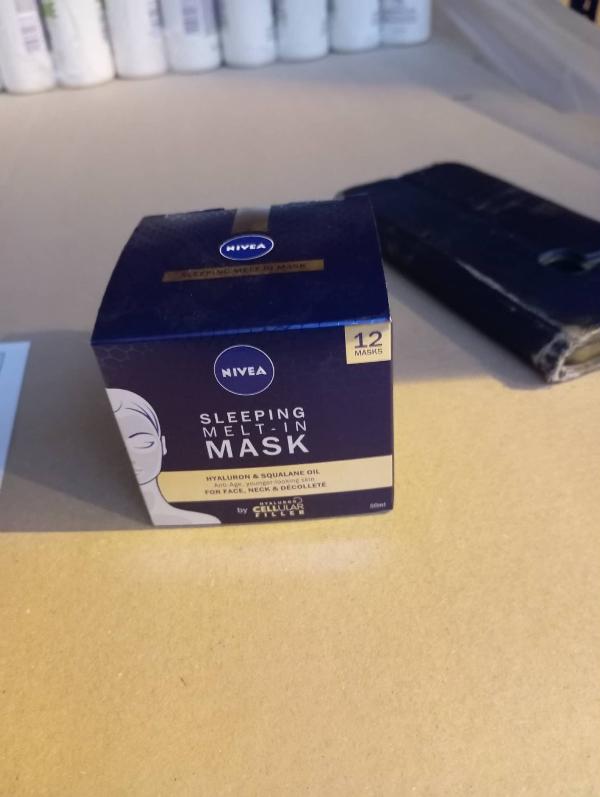 NIVEA
SLEEPING MELT-IN MASK
12
MASKS
NIVEA
SLEEPING
MELT-IN
MASK
HYALURON & SQUALANE OIL
Anti-Age, younger-looking skin
FOR FACE, NECK & DÉCOLLETÉ
by HYALURON
CELLULAR
FILLER
50ml